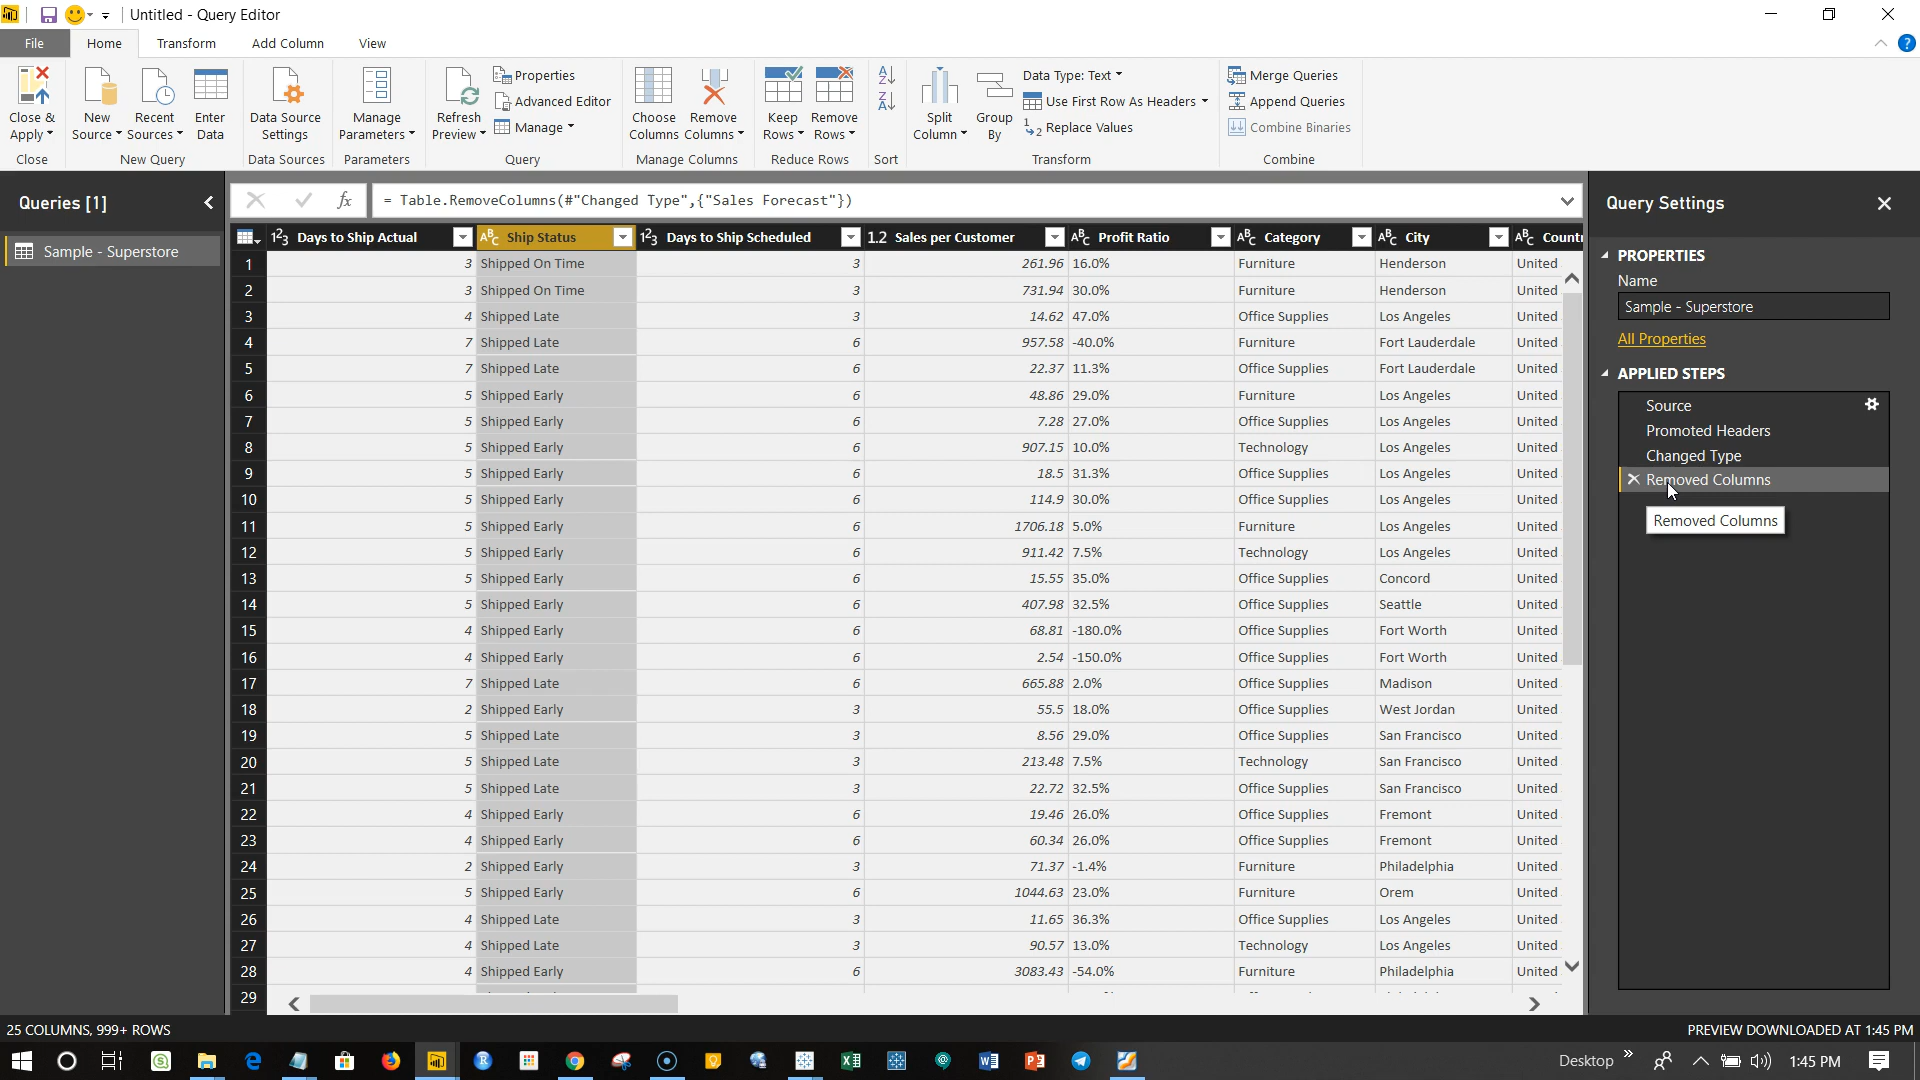 Untitled - Query Editor
File Home Transform Add Column View
Close & Apply
New Source
Recent Sources
Enter Data
Data Source Settings
Manage Parameters
Refresh Preview
Properties
Advanced Editor
Manage
Choose Columns
Remove Columns
Keep Rows
Remove Rows
Split Column
Group By
Data Type: Text
Use First Row As Headers
Replace Values
Merge Queries
Append Queries
Combine Binaries
Close New Query Data Sources Parameters Query Manage Columns Reduce Rows Sort Transform Combine
Queries [1]
Sample - Superstore
fx = Table.RemoveColumns(#"Changed Type",{"Sales Forecast"})
Days to Ship Actual Ship Status Days to Ship Scheduled 1.2 Sales per Customer Profit Ratio Category City
1 3 Shipped On Time 3 261.96 16.0% Furniture Henderson United
2 3 Shipped On Time 3 731.94 30.0% Furniture Henderson United
3 4 Shipped Late 3 14.62 47.0% Office Supplies Los Angeles United
4 7 Shipped Late 6 957.58 -40.0% Furniture Fort Lauderdale United
5 7 Shipped Late 6 22.37 11.3% Office Supplies Fort Lauderdale United
6 5 Shipped Early 6 48.86 29.0% Furniture Los Angeles United
7 5 Shipped Early 6 7.28 27.0% Office Supplies Los Angeles United
8 5 Shipped Early 6 907.15 10.0% Technology Los Angeles United
9 5 Shipped Early 6 18.5 31.3% Office Supplies Los Angeles United
10 5 Shipped Early 6 114.9 30.0% Office Supplies Los Angeles United
11 5 Shipped Early 6 1706.18 5.0% Furniture Los Angeles United
12 5 Shipped Early 6 911.42 7.5% Technology Los Angeles United
13 5 Shipped Early 6 15.55 35.0% Office Supplies Concord United
14 5 Shipped Early 6 407.98 32.5% Office Supplies Seattle United
15 4 Shipped Early 6 68.81 -180.0% Office Supplies Fort Worth United
16 4 Shipped Early 6 2.54 -150.0% Office Supplies Fort Worth United
17 7 Shipped Late 6 665.88 2.0% Office Supplies Madison United
18 2 Shipped Early 3 55.5 18.0% Office Supplies West Jordan United
19 5 Shipped Late 3 8.56 29.0% Office Supplies San Francisco United
20 5 Shipped Late 3 213.48 7.5% Technology San Francisco United
21 5 Shipped Late 3 22.72 32.5% Office Supplies San Francisco United
22 4 Shipped Early 6 19.46 26.0% Office Supplies Fremont United
23 4 Shipped Early 6 60.34 26.0% Office Supplies Fremont United
24 2 Shipped Early 3 71.37 -1.4% Furniture Philadelphia United
25 5 Shipped Early 6 1044.63 23.0% Furniture Orem United
26 4 Shipped Late 3 11.65 36.3% Office Supplies Los Angeles United
27 4 Shipped Late 3 90.57 13.0% Technology Los Angeles United
28 4 Shipped Early 6 3083.43 -54.0% Furniture Philadelphia United
29
Query Settings
PROPERTIES
Name
Sample - Superstore
All Properties
APPLIED STEPS
Source
Promoted Headers
Changed Type
Removed Columns
Removed Columns
25 COLUMNS, 999+ ROWS
PREVIEW DOWNLOADED AT 1:45 PM
Desktop
1:45 PM